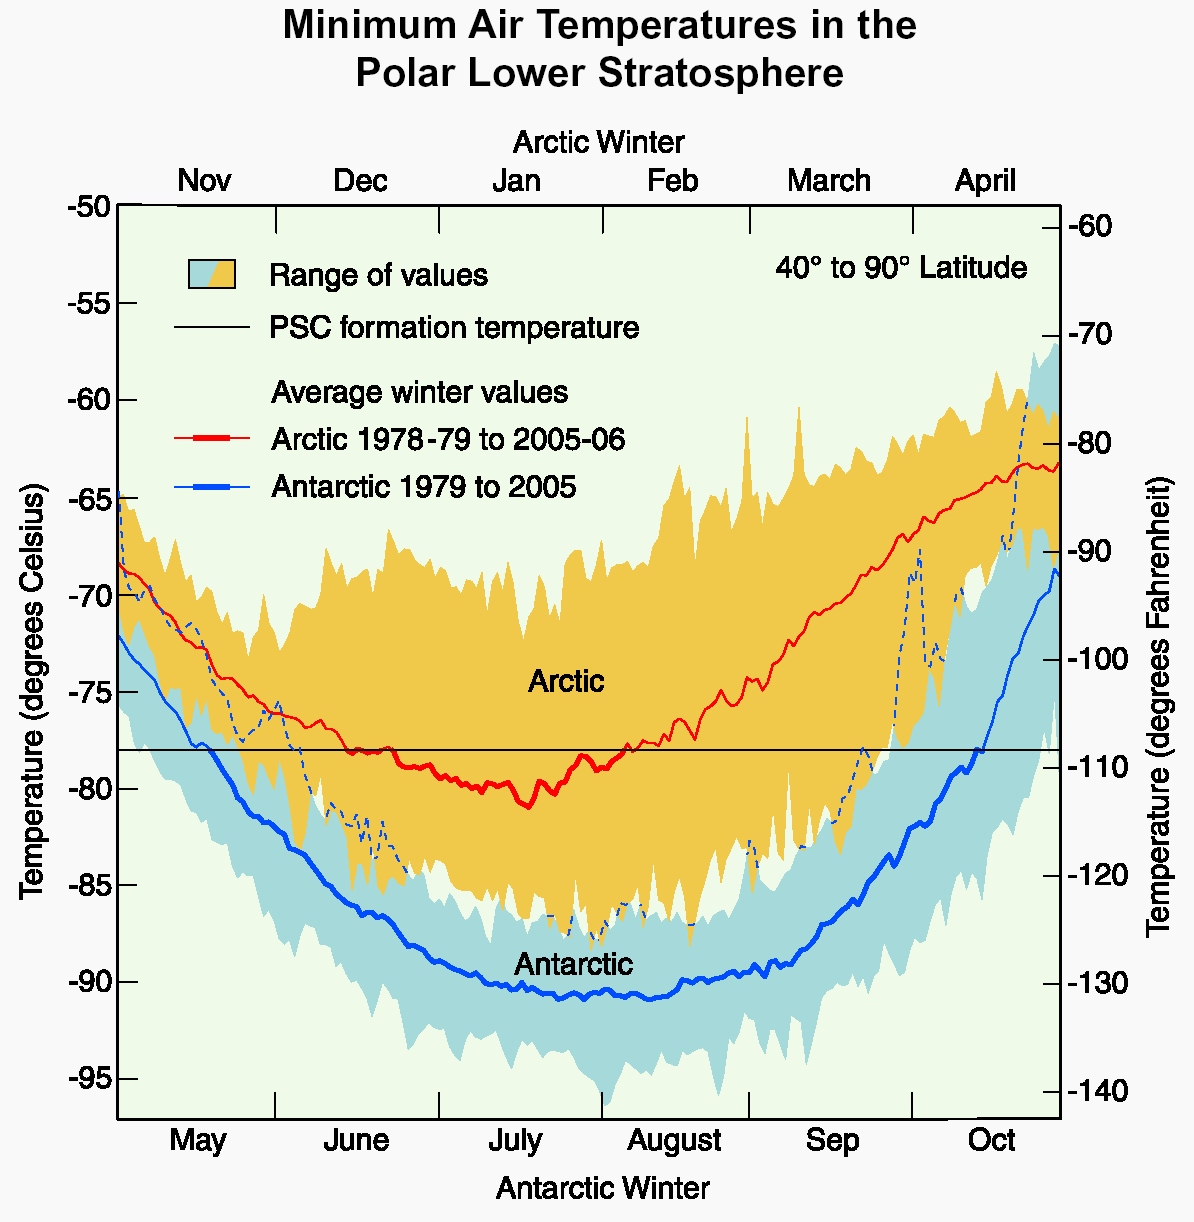 Minimum Air Temperatures in the
Polar Lower Stratosphere
Arctic Winter
Nov Dec Jan Feb March April
-50
-55
-60
-65
-70
-75
-80
-85
-90
-95
Temperature (degrees Celsius)
Range of values
PSC formation temperature
Average winter values
Arctic 1978-79 to 2005-06
Antarctic 1979 to 2005
40° to 90° Latitude
Arctic
Antarctic
-60
-70
-80
-90
-100
-110
-120
-130
-140
Temperature (degrees Fahrenheit)
May June July August Sep Oct
Antarctic Winter